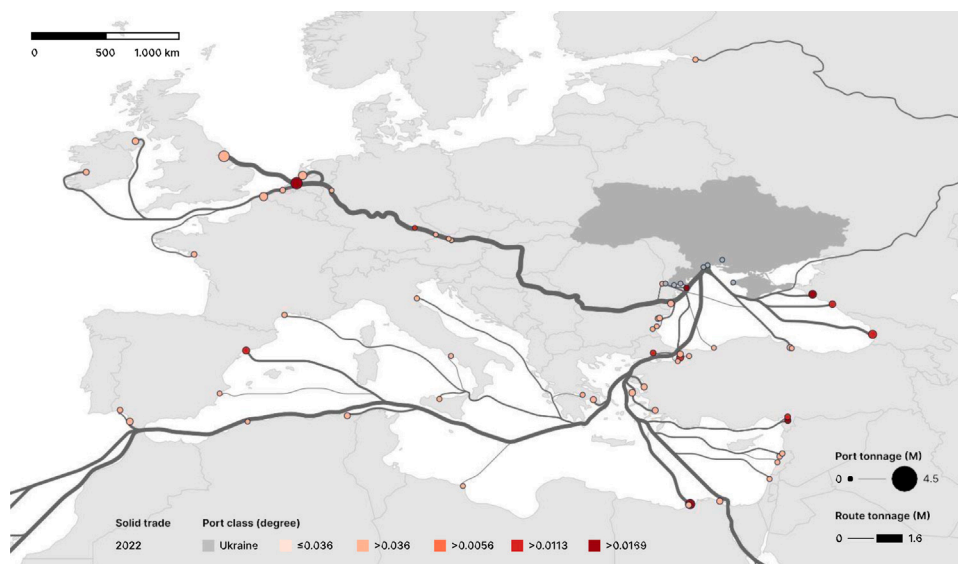 0 500 1.000 km
Port tonnage (M)
0 4.5
Route tonnage (M)
0 1.6
Solid trade Port class (degree)
2022 Ukraine ≤0.036 >0.036 >0.0056 >0.0113 >0.0169